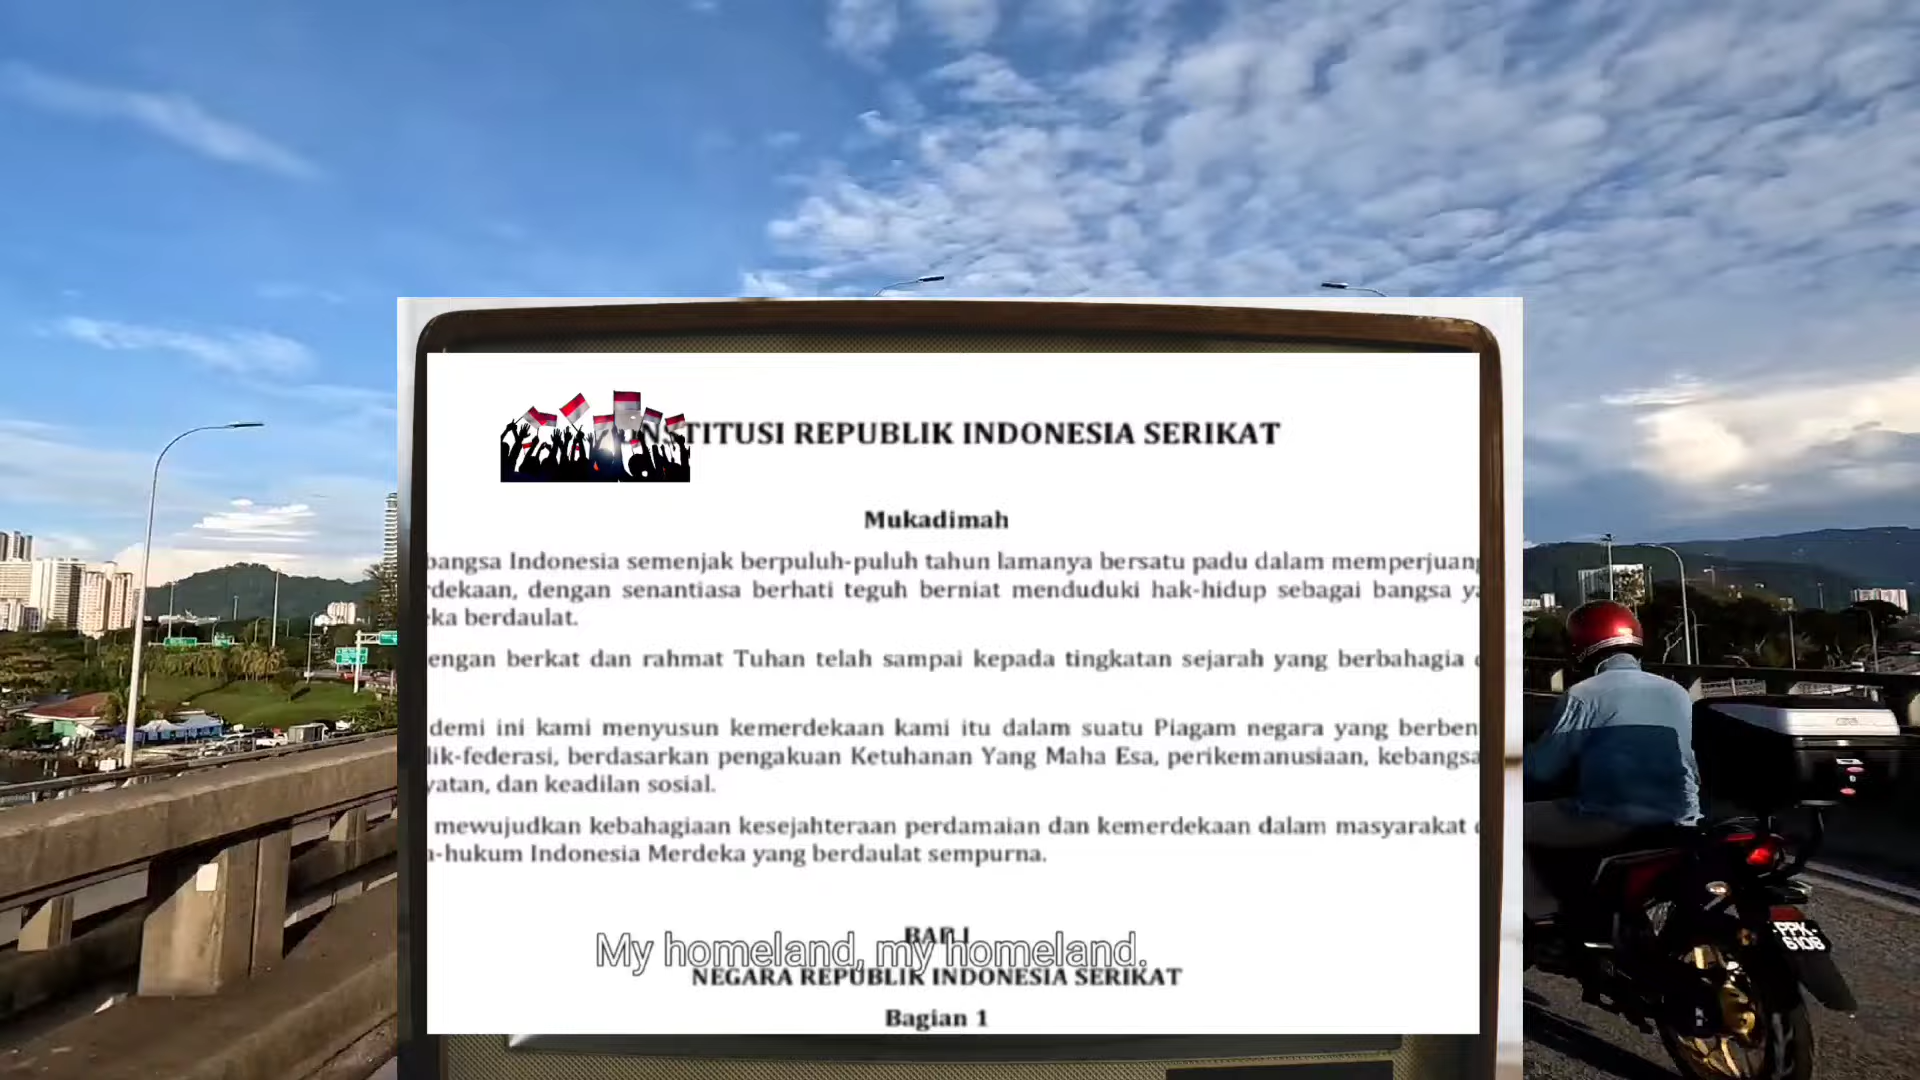 NSTITUSI REPUBLIK INDONESIA SERIKAT
Mukadimah
bangsa Indonesia semenjak berpuluh-puluh tahun lamanya bersatu padu dalam memperjuang
rdekaan, dengan senantiasa berhati teguh berniat menduduki hak-hidup sebagai bangsa ya
ka berdaulat.
engan berkat dan rahmat Tuhan telah sampai kepada tingkatan sejarah yang berbahagia
demi ini kami menyusun kemerdekaan kami itu dalam suatu Piagam negara yang berben
lik-federasi, berdasarkan pengakuan Ketuhanan Yang Maha Esa, perikemanusiaan, kebangsa
yatan, dan keadilan sosial.
mewujudkan kebahagiaan kesejahteraan perdamaian dan kemerdekaan dalam masyarakat
a-hukum Indonesia Merdeka yang berdaulat sempurna.
BAB I
My homeland, my homeland.
NEGARA REPUBLIK INDONESIA SERIKAT
Bagian 1
PPK
6108